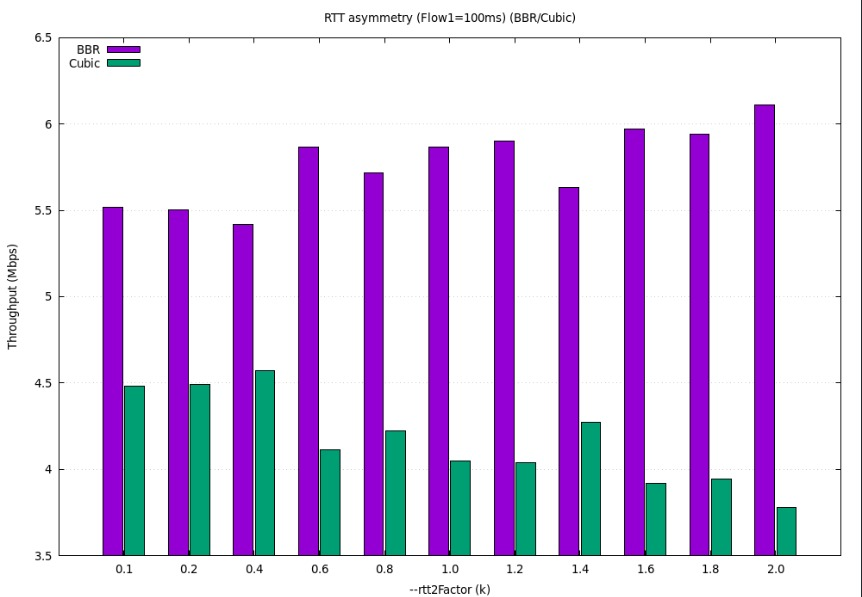 RTT asymmetry (Flow1=100ms) (BBR/Cubic)
6.5
BBR
Cubic
6
5.5
5
4.5
4
3.5
Throughput (Mbps)
0.1 0.2 0.4 0.6 0.8 1.0 1.2 1.4 1.6 1.8 2.0
--rtt2Factor (k)